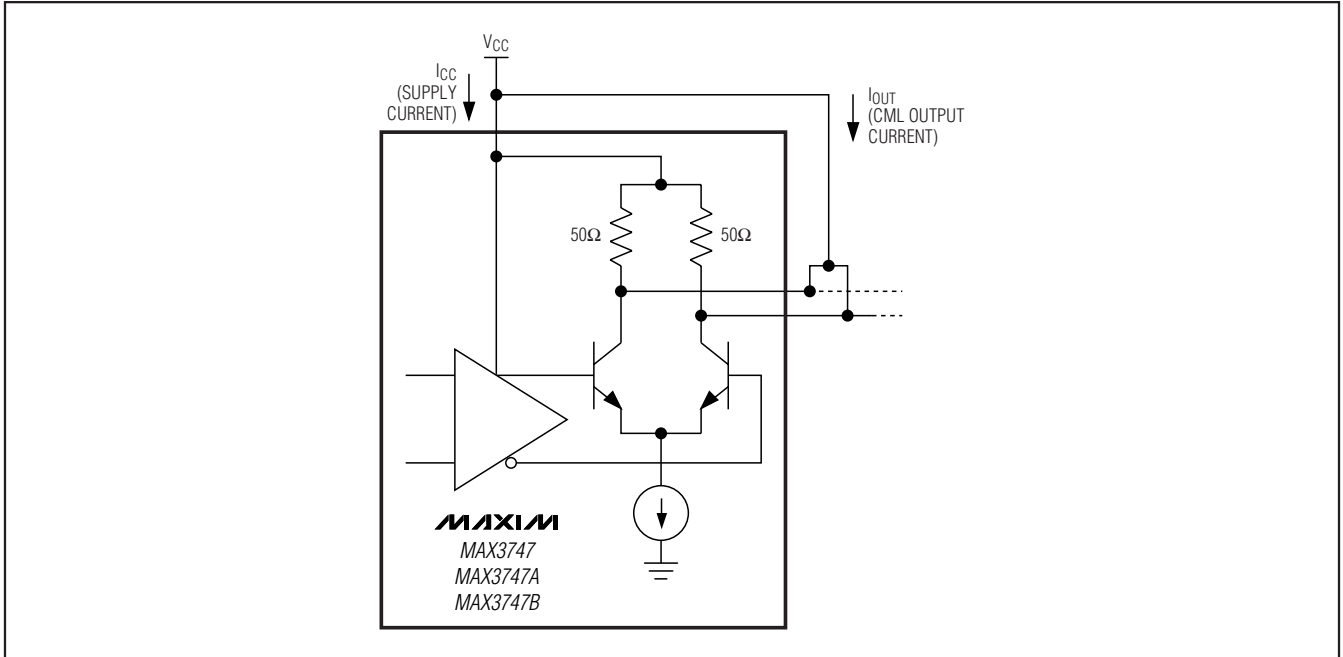 VCC
ICC
(SUPPLY
CURRENT)
IOUT
(CML OUTPUT
CURRENT)
50Ω
50Ω
MAXIM
MAX3747
MAX3747A
MAX3747B